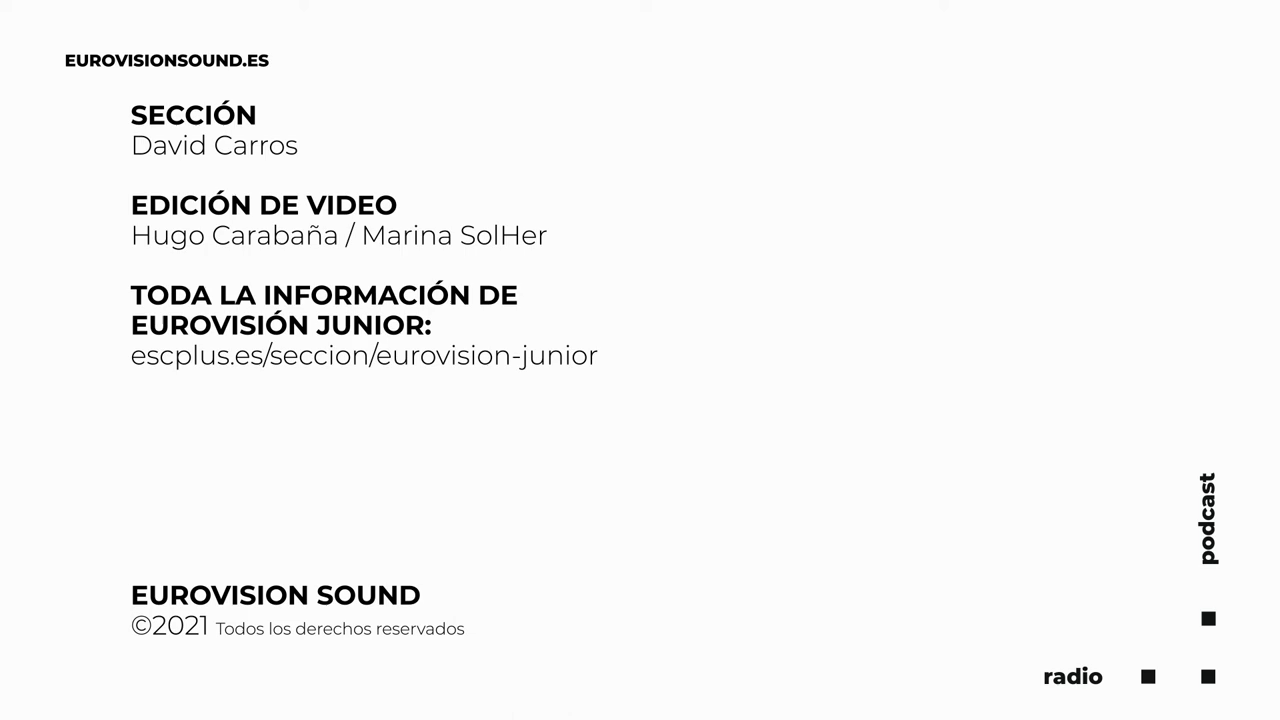 EUROVISIONSOUND.ES
SECCIÓN
David Carros
EDICIÓN DE VIDEO
Hugo Carabaña / Marina SolHer
TODA LA INFORMACIÓN DE
EUROVISIÓN JUNIOR:
escplus.es/seccion/eurovision-junior
EUROVISION SOUND
©2021 Todos los derechos reservados
podcast
radio